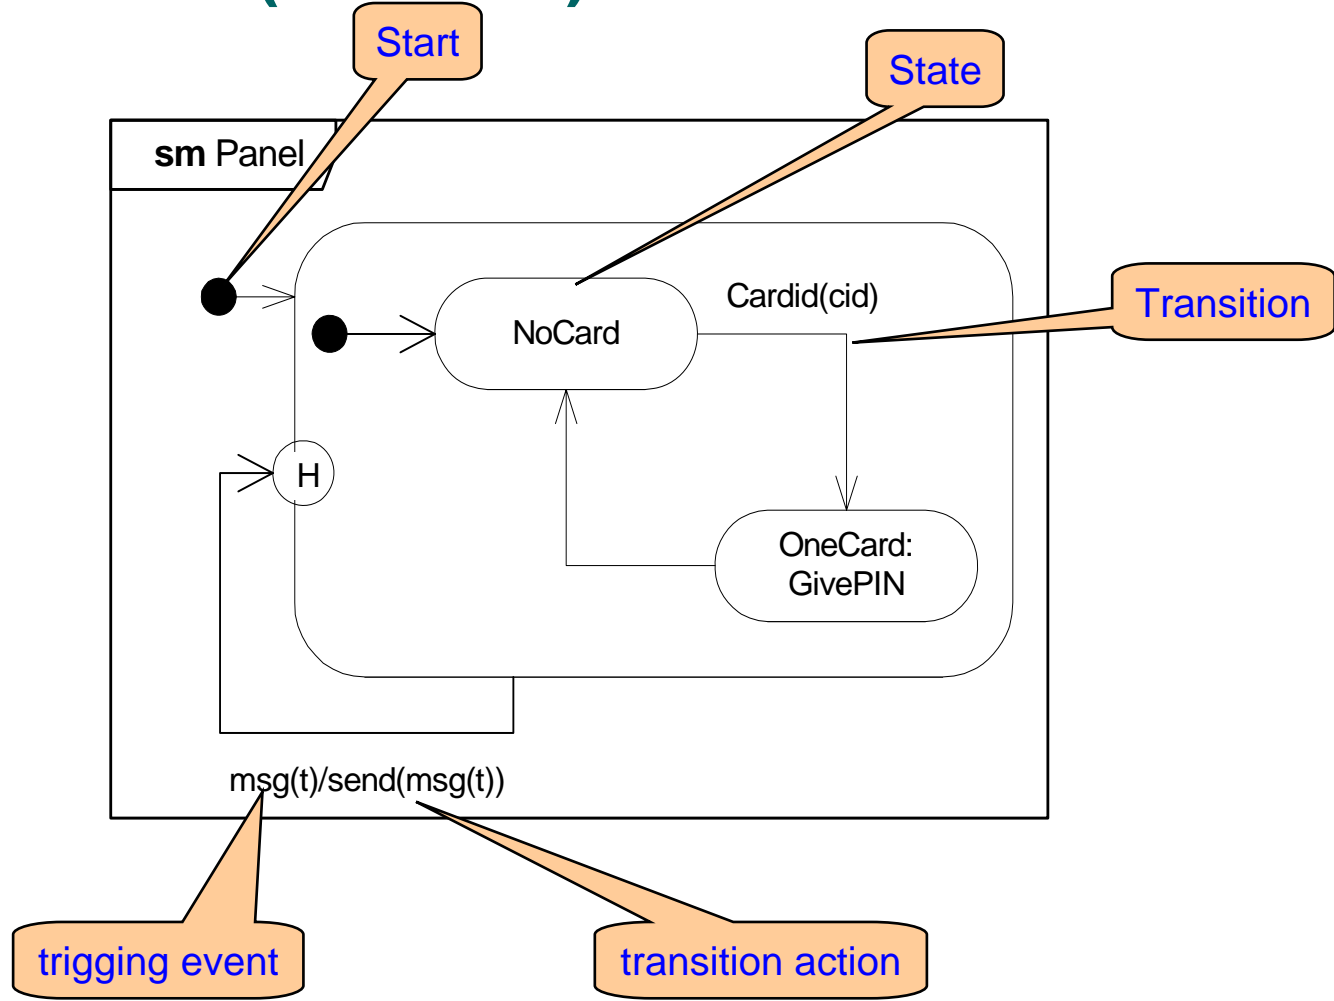 Start
State
sm Panel
Cardid(cid)
Transition
NoCard
H
OneCard:
GivePIN
msg(t)/send(msg(t))
trigging event
transition action